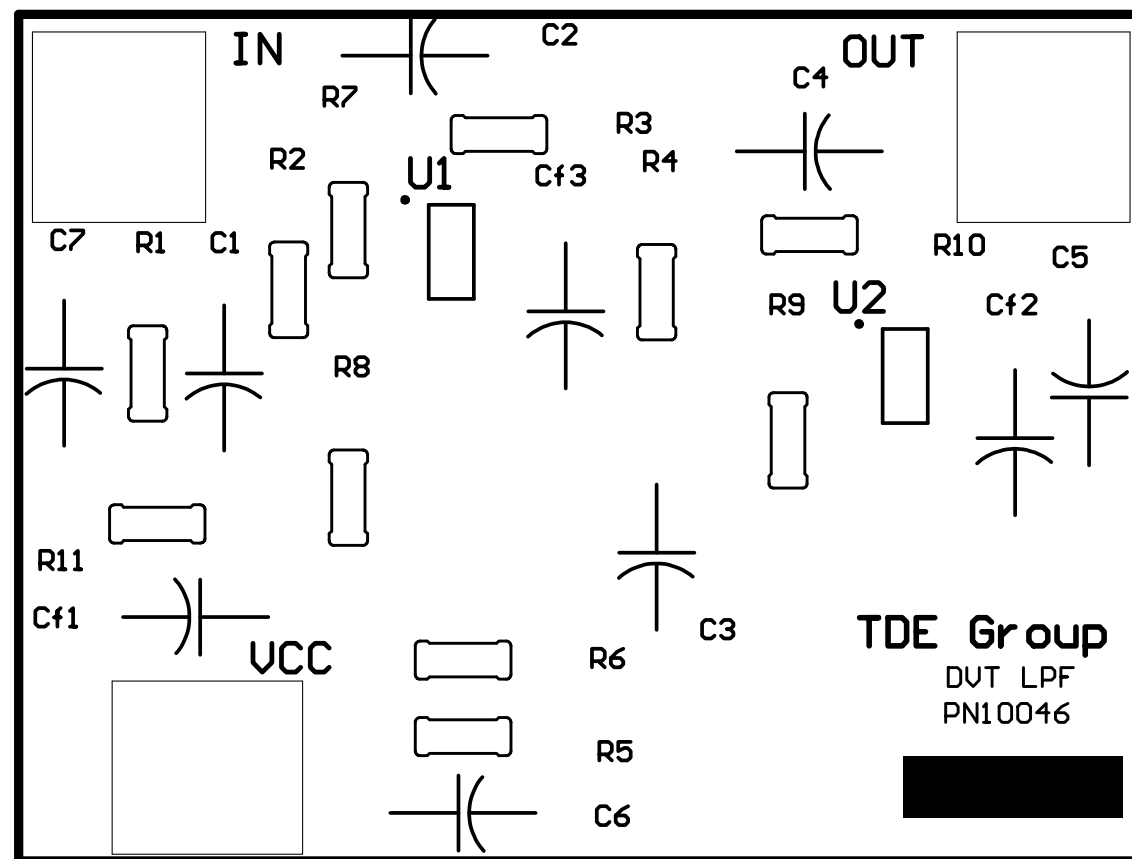 IN
C2
OUT
C4
R7
R3
R2
R4
U1
Cf3
C7
R1
C1
R10
C5
R9
U2
Cf2
R8
R11
Cf1
C3
TDE Group
VCC
R6
DVT LPF
PN10046
R5
C6